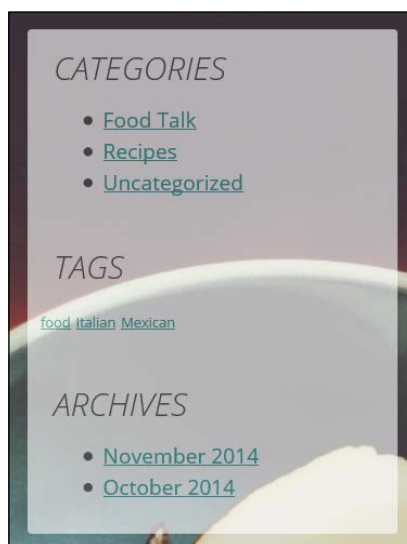 CATEGORIES
Food Talk
Recipes
Uncategorized
TAGS
food Italian Mexican
ARCHIVES
November 2014
October 2014